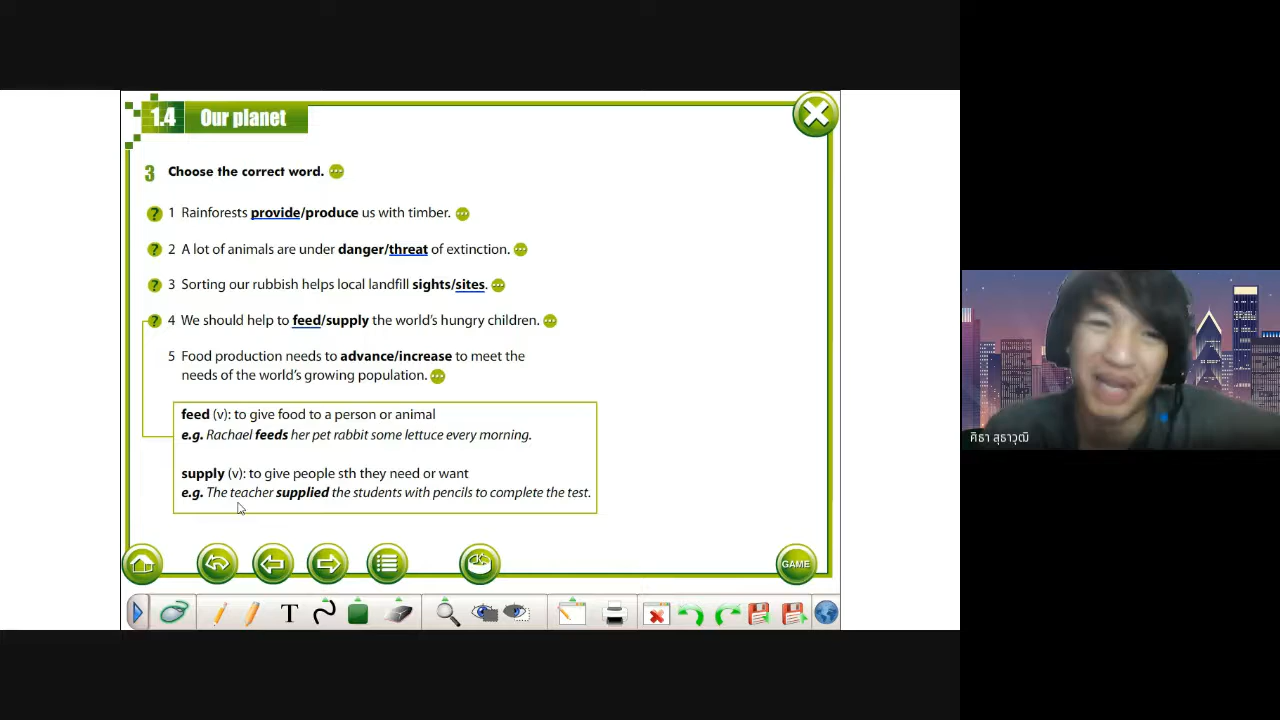 1.4 Our planet
3 Choose the correct word.
? 1 Rainforests provide/produce us with timber.
? 2 A lot of animals are under danger/threat of extinction.
? 3 Sorting our rubbish helps local landfill sights/sites.
? 4 We should help to feed/supply the world's hungry children.
5 Food production needs to advance/increase to meet the
needs of the world's growing population.
feed (v): to give food to a person or animal
e.g. Rachael feeds her pet rabbit some lettuce every morning.
supply (v): to give people sth they need or want
e.g. The teacher supplied the students with pencils to complete the test.
GAME
T
ศิธา สุธาวุฒิ